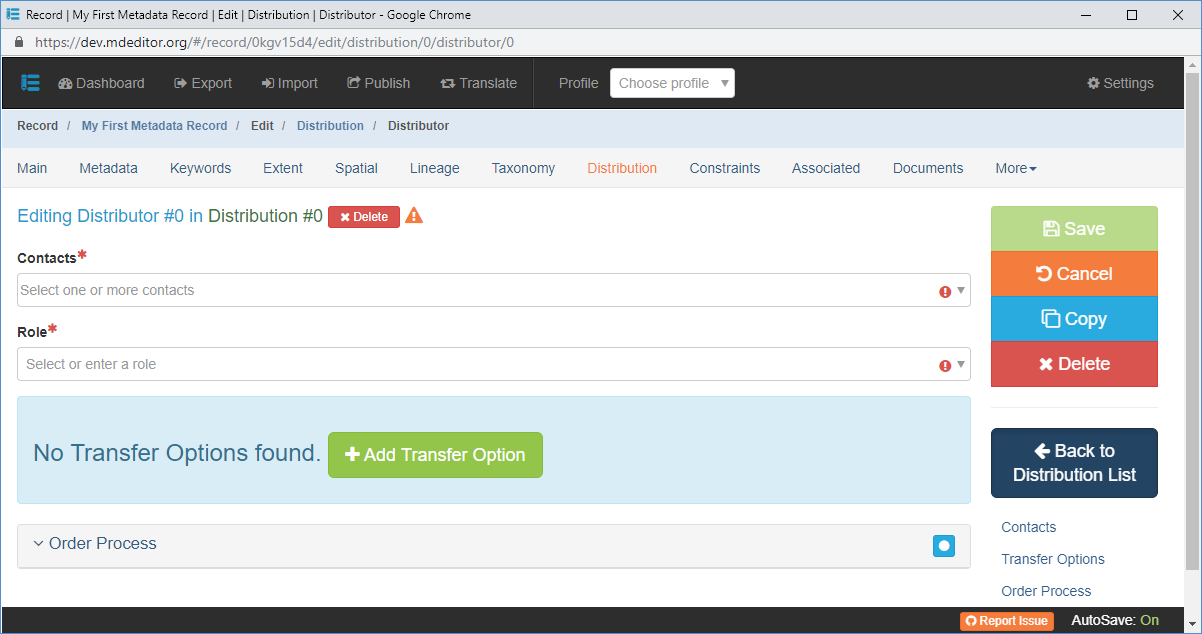 Record | My First Metadata Record | Edit | Distribution | Distributor - Google Chrome
https://dev.mdeditor.org/#/record/0kgv15d4/edit/distribution/0/distributor/0
Dashboard Export Import Publish Translate Profile Choose profile Settings
Record / My First Metadata Record / Edit / Distribution / Distributor
Main Metadata Keywords Extent Spatial Lineage Taxonomy Distribution Constraints Associated Documents More
Editing Distributor #0 in Distribution #0 Delete
Contacts*
Select one or more contacts
Role*
Select or enter a role
No Transfer Options found. Add Transfer Option
Order Process
Save
Cancel
Copy
Delete
Back to
Distribution List
Contacts
Transfer Options
Order Process
Report Issue AutoSave: On